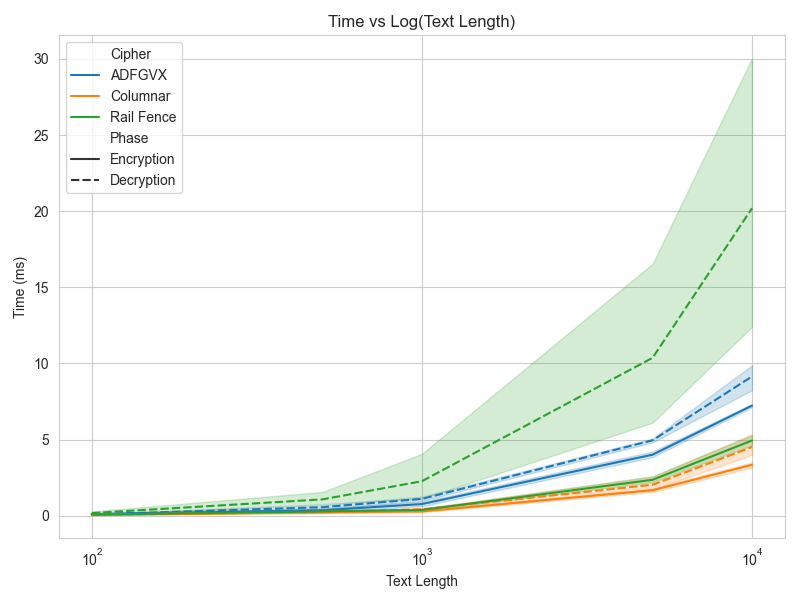 Time vs Log(Text Length)
Cipher
ADFGVX
Columnar
Rail Fence
Phase
Encryption
Decryption
Time (ms)
30
25
20
15
10
5
0
10²
10³
10⁴
Text Length